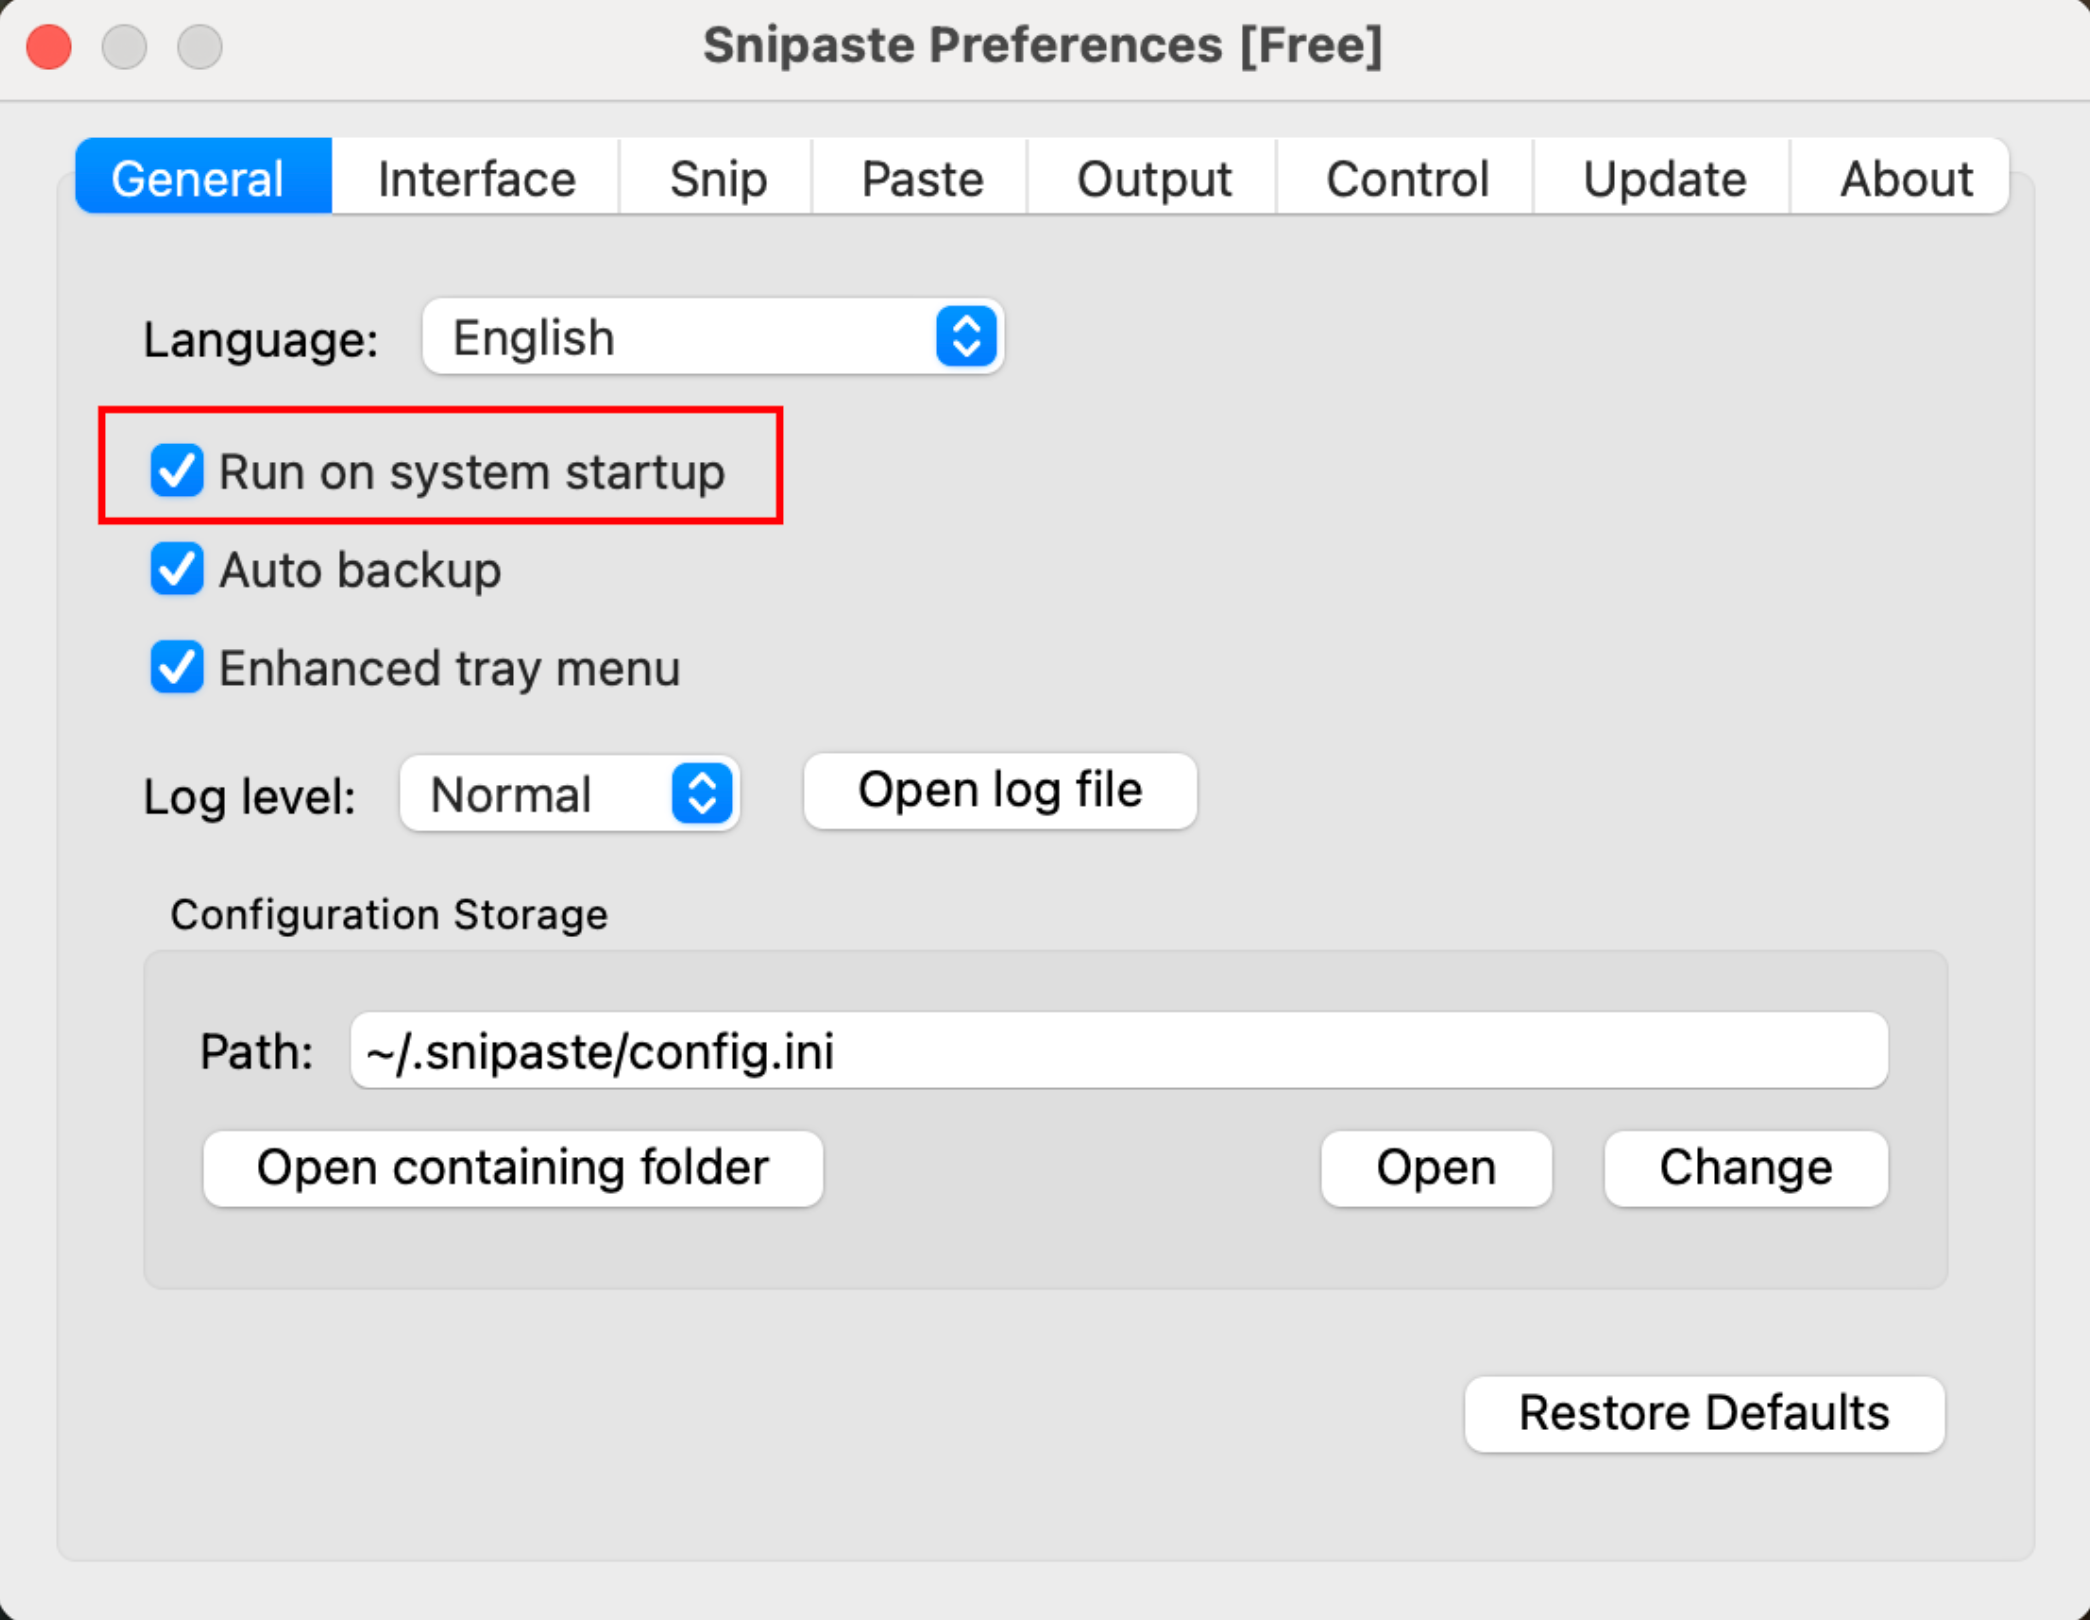 Snipaste Preferences [Free]
General Interface Snip Paste Output Control Update About
Language: English
Run on system startup
Auto backup
Enhanced tray menu
Log level: Normal Open log file
Configuration Storage
Path: ~/.snipaste/config.ini
Open containing folder Open Change
Restore Defaults